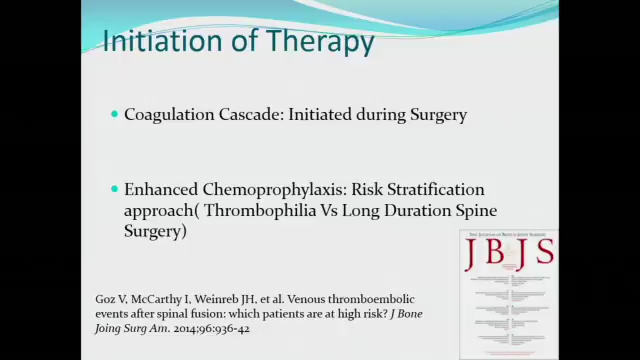 Initiation of Therapy
Coagulation Cascade: Initiated during Surgery
Enhanced Chemoprophylaxis: Risk Stratification
approach( Thrombophilia Vs Long Duration Spine
Surgery)
JBJS
Goz V, McCarthy I, Weinreb JH, et al. Venous thromboembolic
events after spinal fusion: which patients are at high risk? J Bone
Joing Surg Am. 2014;96:936-42